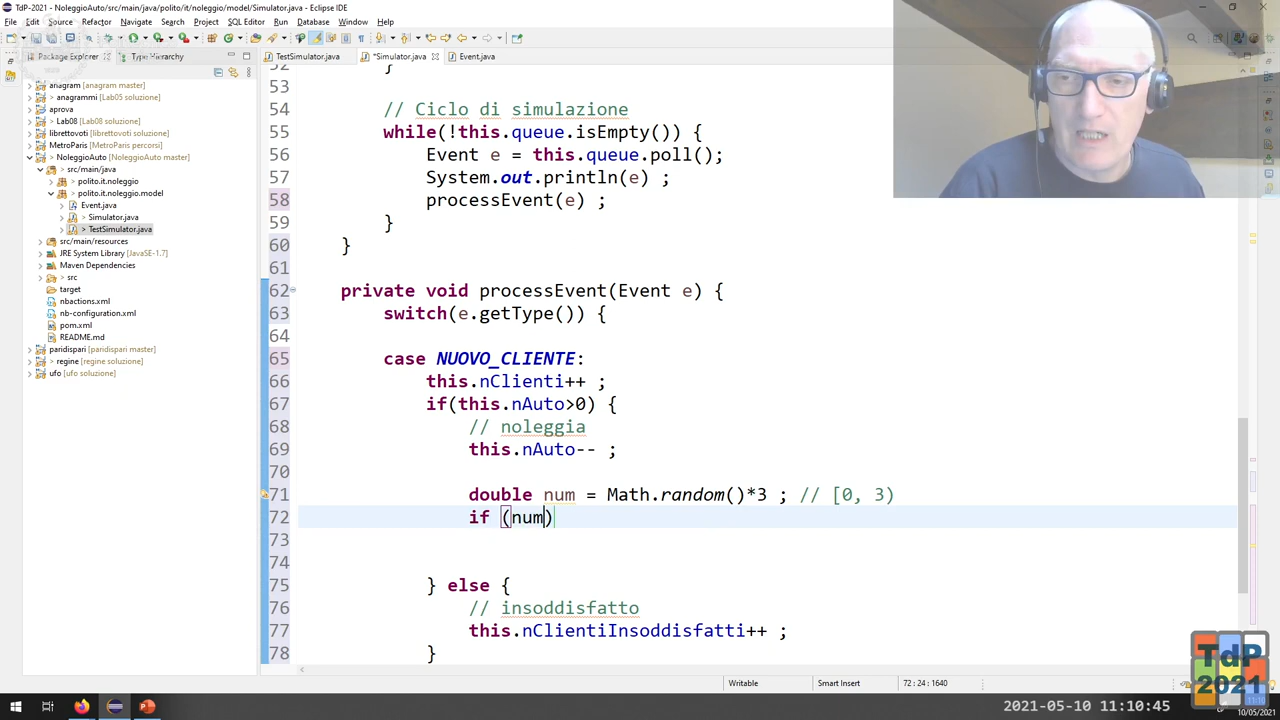 TdP-2021 - NoleggioAuto/src/main/java/polito/it/noleggio/model/Simulator.java - Eclipse IDE
File Edit Source Refactor Navigate Search Project SQL Editor Run Database Window Help
Package Explorer Type Hierarchy
TestSimulator.java *Simulator.java Event.java
anagram [anagram master]
> anagrammi [Lab05 soluzione]
aprova
> Lab08 [Lab08 soluzione]
librettovoti [librettovoti soluzione]
MetroParis [MetroParis percorsi]
> NoleggioAuto [NoleggioAuto master]
> src/main/java
> polito.it.noleggio
> polito.it.noleggio.model
Event.java
> Simulator.java
> TestSimulator.java
src/main/resources
JRE System Library [JavaSE-1.7]
Maven Dependencies
> src
target
nbactions.xml
nb-configuration.xml
pom.xml
README.md
paridispari [paridispari master]
> regine [regine soluzione]
ufo [ufo soluzione]
52 }
53
54 // Ciclo di simulazione
55 while(!this.queue.isEmpty()) {
56 Event e = this.queue.poll();
57 System.out.println(e) ;
58 processEvent(e) ;
59 }
60 }
61
62 private void processEvent(Event e) {
63 switch(e.getType()) {
64
65 case NUOVO_CLIENTE:
66 this.nClienti++ ;
67 if(this.nAuto>0) {
68 // noleggia
69 this.nAuto-- ;
70
71 double num = Math.random()*3 ; // [0, 3)
72 if (num)
73
74
75 } else {
76 // insoddisfatto
77 this.nClientiInsoddisfatti++ ;
78 }
Writable Smart Insert 72 : 24 : 1640
TdP
2021
2021-05-10 11:10:45
11:10
10/05/2021